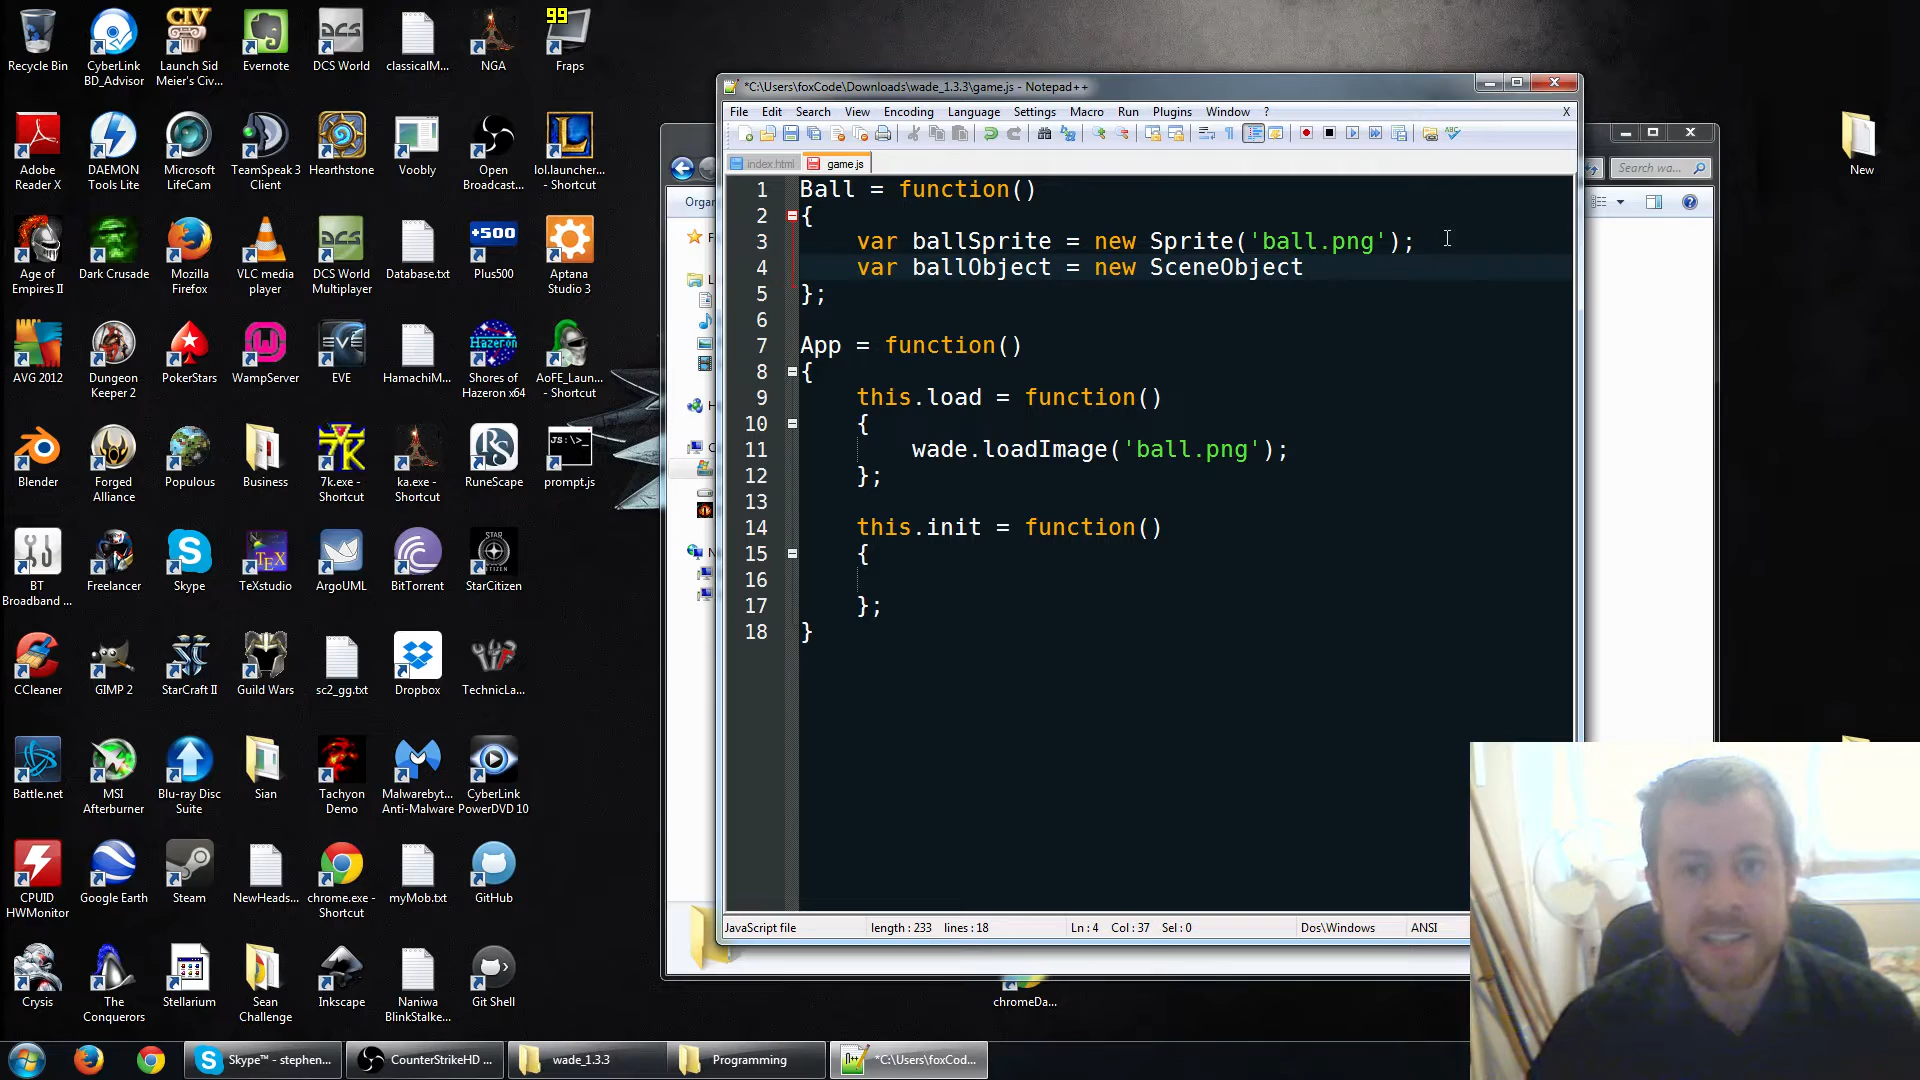 99
Recycle Bin
CyberLink BD_Advisor
Launch Sid Meier's Civ...
Evernote
DCS World
classicalM...
NGA
Fraps
Adobe Reader X
DAEMON Tools Lite
Microsoft LifeCam
TeamSpeak 3 Client
Hearthstone
Voobly
Open Broadcast...
lol.launcher... - Shortcut
Age of Empires II
Dark Crusade
Mozilla Firefox
VLC media player
DCS World Multiplayer
Database.txt
Plus500
Aptana Studio 3
AVG 2012
Dungeon Keeper 2
PokerStars
WampServer
EVE
HamachiM...
Shores of Hazeron x64
AoFE_Laun... - Shortcut
Blender
Forged Alliance
Populous
Business
7k.exe - Shortcut
ka.exe - Shortcut
RuneScape
prompt.js
BT Broadband ...
Freelancer
Skype
TeXstudio
ArgoUML
BitTorrent
StarCitizen
CCleaner
GIMP 2
StarCraft II
Guild Wars
sc2_gg.txt
Dropbox
TechnicLa...
Battle.net
MSI Afterburner
Blu-ray Disc Suite
Sian
Tachyon Demo
Malwarebyt... Anti-Malware
CyberLink PowerDVD 10
CPUID HWMonitor
Google Earth
Steam
NewHeads...
chrome.exe - Shortcut
myMob.txt
GitHub
Crysis
The Conquerors
Stellarium
Sean Challenge
Inkscape
Naniwa BlinkStalke...
Git Shell
chromeDa...
New
*C:\Users\foxCode\Downloads\wade_1.3.3\game.js - Notepad++
File Edit Search View Encoding Language Settings Macro Run Plugins Window ? X
index.html game.js
Orgar
Search wa...
1 Ball = function()
2 {
3 var ballSprite = new Sprite('ball.png');
4 var ballObject = new SceneObject
5 };
6
7 App = function()
8 {
9 this.load = function()
10 {
11 wade.loadImage('ball.png');
12 };
13
14 this.init = function()
15 {
16
17 };
18 }
JavaScript file length : 233 lines : 18 Ln : 4 Col : 37 Sel : 0 Dos\Windows ANSI
Skype™ - stephen...
CounterStrikeHD ...
wade_1.3.3
Programming
*C:\Users\foxCod...